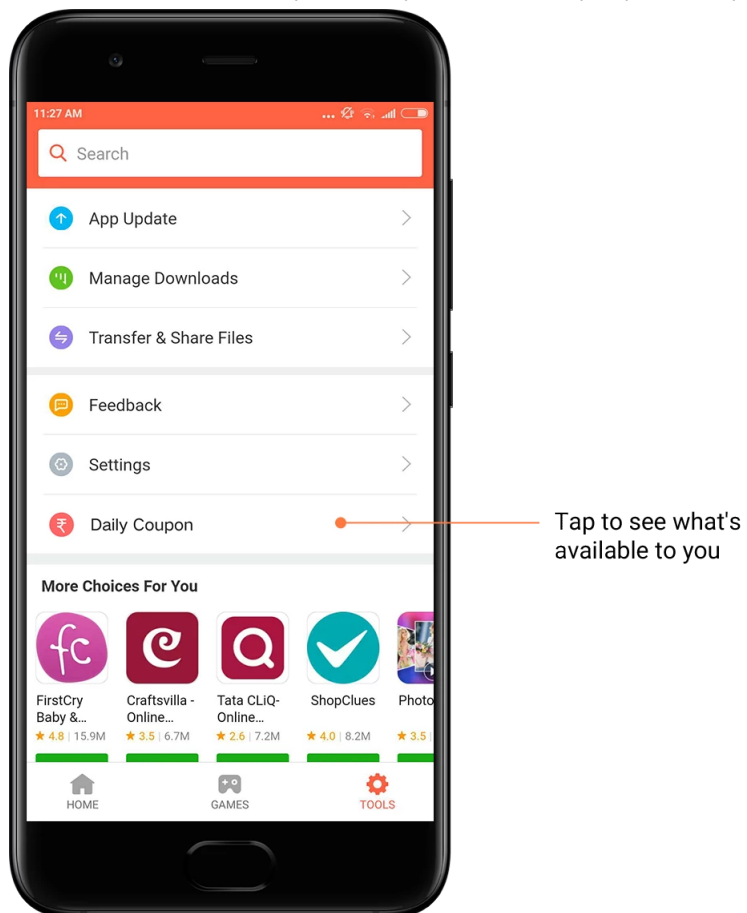 11:27 AM
Search
App Update
Manage Downloads
Transfer & Share Files
Feedback
Settings
Daily Coupon
Tap to see what's
available to you
More Choices For You
fc
FirstCry
Baby &...
★ 4.8 | 15.9M
Craftsvilla -
Online...
★ 3.5 | 6.7M
Tata CLiQ-
Online...
★ 2.6 | 7.2M
ShopClues
★ 4.0 | 8.2M
Photo
★ 3.5 |
HOME
GAMES
TOOLS